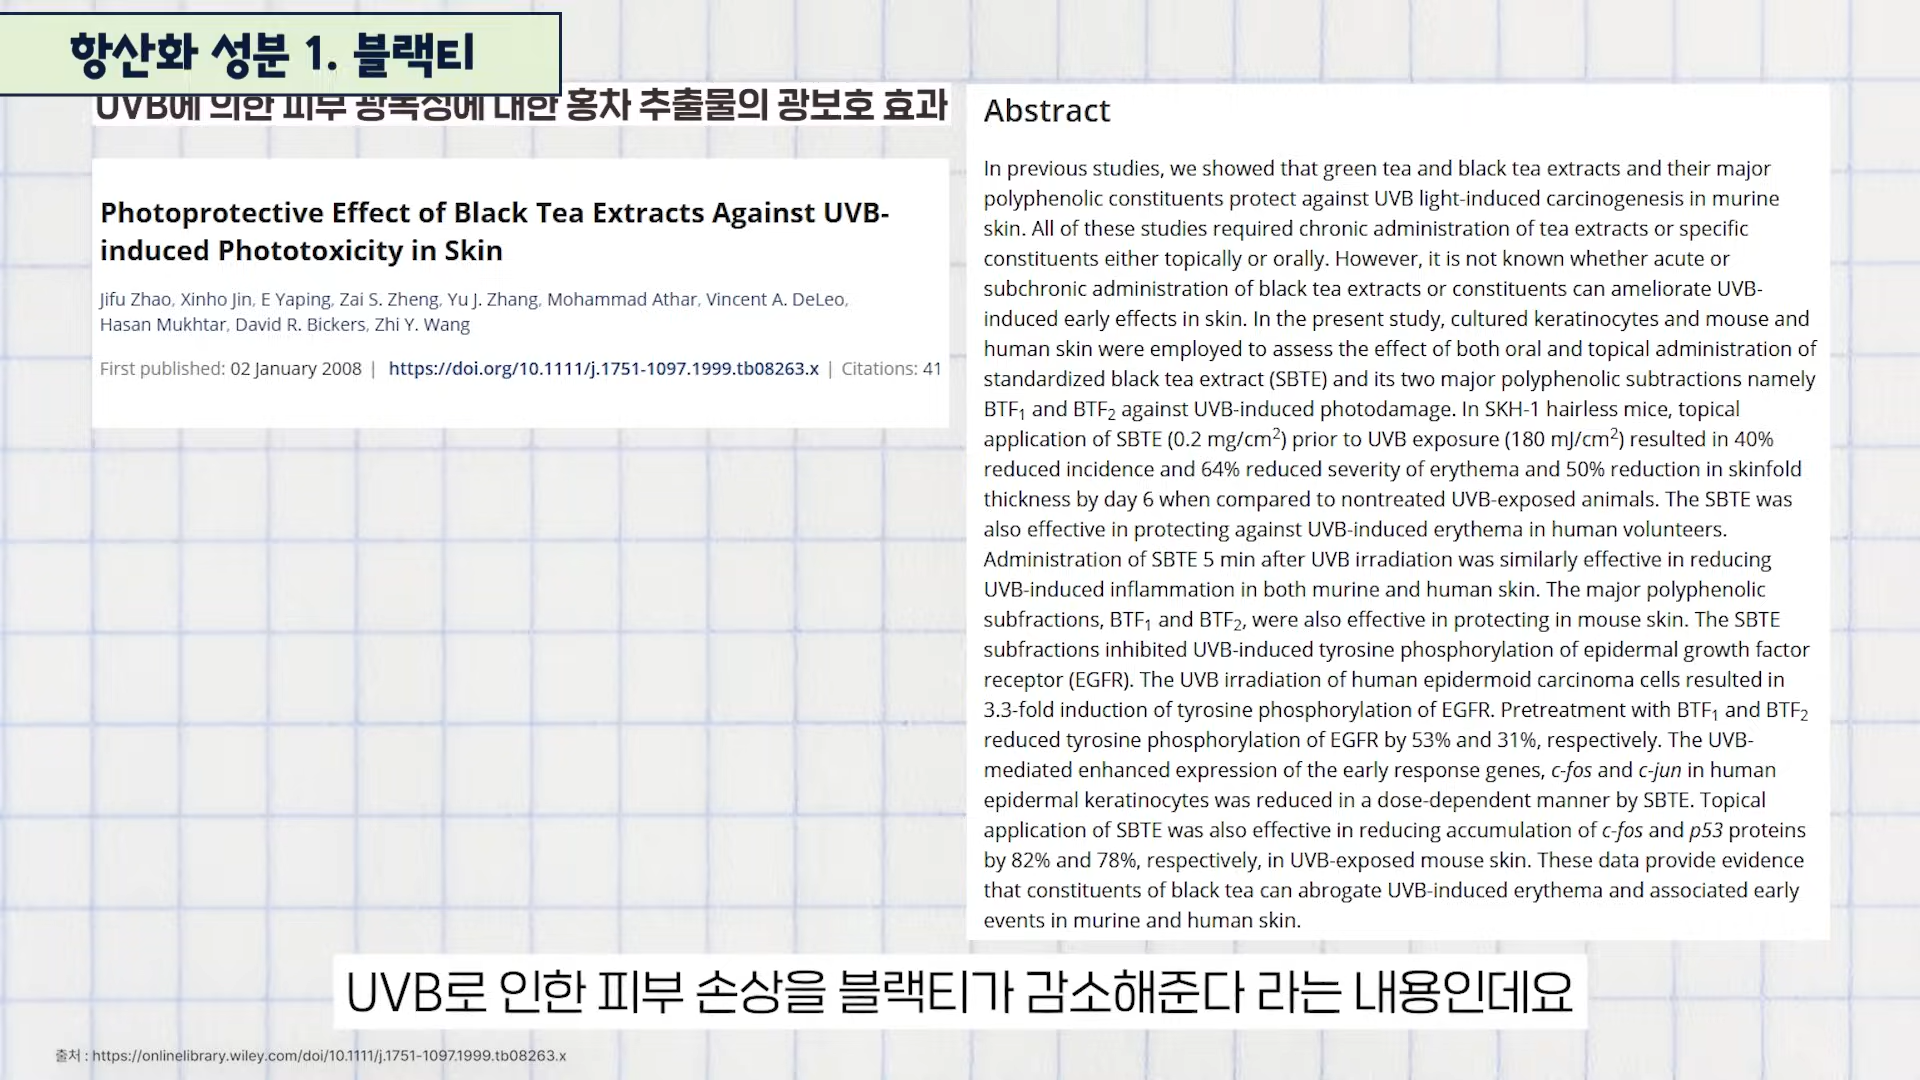 항산화 성분 1. 블랙티
UVB에 의한 피부 광독성에 대한 홍차 추출물의 광보호 효과
Photoprotective Effect of Black Tea Extracts Against UVB-
induced Phototoxicity in Skin
Jifu Zhao, Xinho Jin, E Yaping, Zai S. Zheng, Yu J. Zhang, Mohammad Athar, Vincent A. DeLeo,
Hasan Mukhtar, David R. Bickers, Zhi Y. Wang
First published: 02 January 2008 | https://doi.org/10.1111/j.1751-1097.1999.tb08263.x | Citations: 41
Abstract
In previous studies, we showed that green tea and black tea extracts and their major
polyphenolic constituents protect against UVB light-induced carcinogenesis in murine
skin. All of these studies required chronic administration of tea extracts or specific
constituents either topically or orally. However, it is not known whether acute or
subchronic administration of black tea extracts or constituents can ameliorate UVB-
induced early effects in skin. In the present study, cultured keratinocytes and mouse and
human skin were employed to assess the effect of both oral and topical administration of
standardized black tea extract (SBTE) and its two major polyphenolic subtractions namely
BTF₁ and BTF₂ against UVB-induced photodamage. In SKH-1 hairless mice, topical
application of SBTE (0.2 mg/cm²) prior to UVB exposure (180 mJ/cm²) resulted in 40%
reduced incidence and 64% reduced severity of erythema and 50% reduction in skinfold
thickness by day 6 when compared to nontreated UVB-exposed animals. The SBTE was
also effective in protecting against UVB-induced erythema in human volunteers.
Administration of SBTE 5 min after UVB irradiation was similarly effective in reducing
UVB-induced inflammation in both murine and human skin. The major polyphenolic
subfractions, BTF₁ and BTF₂, were also effective in protecting in mouse skin. The SBTE
subfractions inhibited UVB-induced tyrosine phosphorylation of epidermal growth factor
receptor (EGFR). The UVB irradiation of human epidermoid carcinoma cells resulted in
3.3-fold induction of tyrosine phosphorylation of EGFR. Pretreatment with BTF₁ and BTF₂
reduced tyrosine phosphorylation of EGFR by 53% and 31%, respectively. The UVB-
mediated enhanced expression of the early response genes, c-fos and c-jun in human
epidermal keratinocytes was reduced in a dose-dependent manner by SBTE. Topical
application of SBTE was also effective in reducing accumulation of c-fos and p53 proteins
by 82% and 78%, respectively, in UVB-exposed mouse skin. These data provide evidence
that constituents of black tea can abrogate UVB-induced erythema and associated early
events in murine and human skin.
UVB로 인한 피부 손상을 블랙티가 감소해준다 라는 내용인데요
출처 : https://onlinelibrary.wiley.com/doi/10.1111/j.1751-1097.1999.tb08263.x